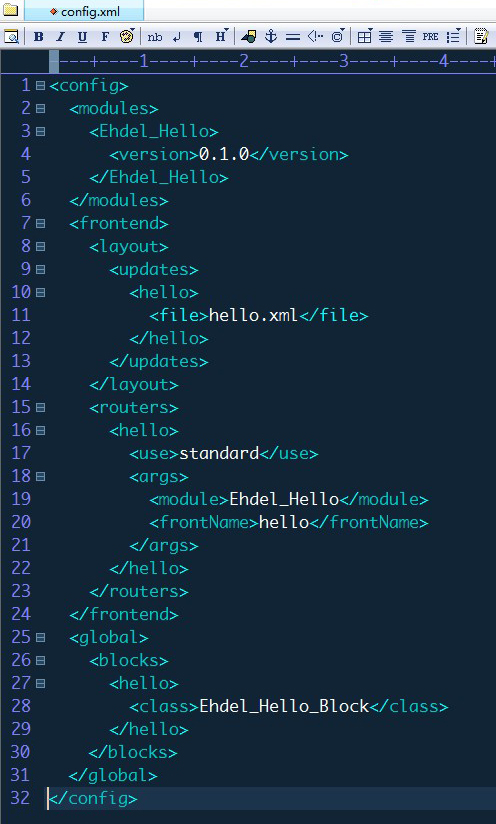 config.xml
B I U F nb ¶ H PRE
----+----1----+----2----+----3----+----4----+
1 <config>
2   <modules>
3     <Ehdel_Hello>
4       <version>0.1.0</version>
5     </Ehdel_Hello>
6   </modules>
7   <frontend>
8     <layout>
9       <updates>
10         <hello>
11           <file>hello.xml</file>
12         </hello>
13       </updates>
14     </layout>
15     <routers>
16       <hello>
17         <use>standard</use>
18         <args>
19           <module>Ehdel_Hello</module>
20           <frontName>hello</frontName>
21         </args>
22       </hello>
23     </routers>
24   </frontend>
25   <global>
26     <blocks>
27       <hello>
28         <class>Ehdel_Hello_Block</class>
29       </hello>
30     </blocks>
31   </global>
32 </config>